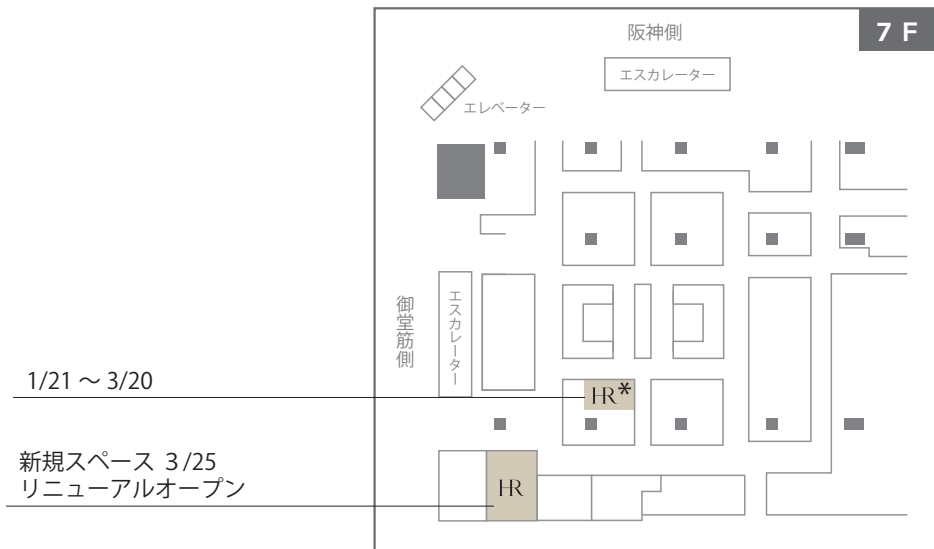 阪神側
7 F
エスカレーター
エレベーター
御堂筋側
エスカレーター
1/21 ～ 3/20
HR*
新規スペース 3/25
リニューアルオープン
HR